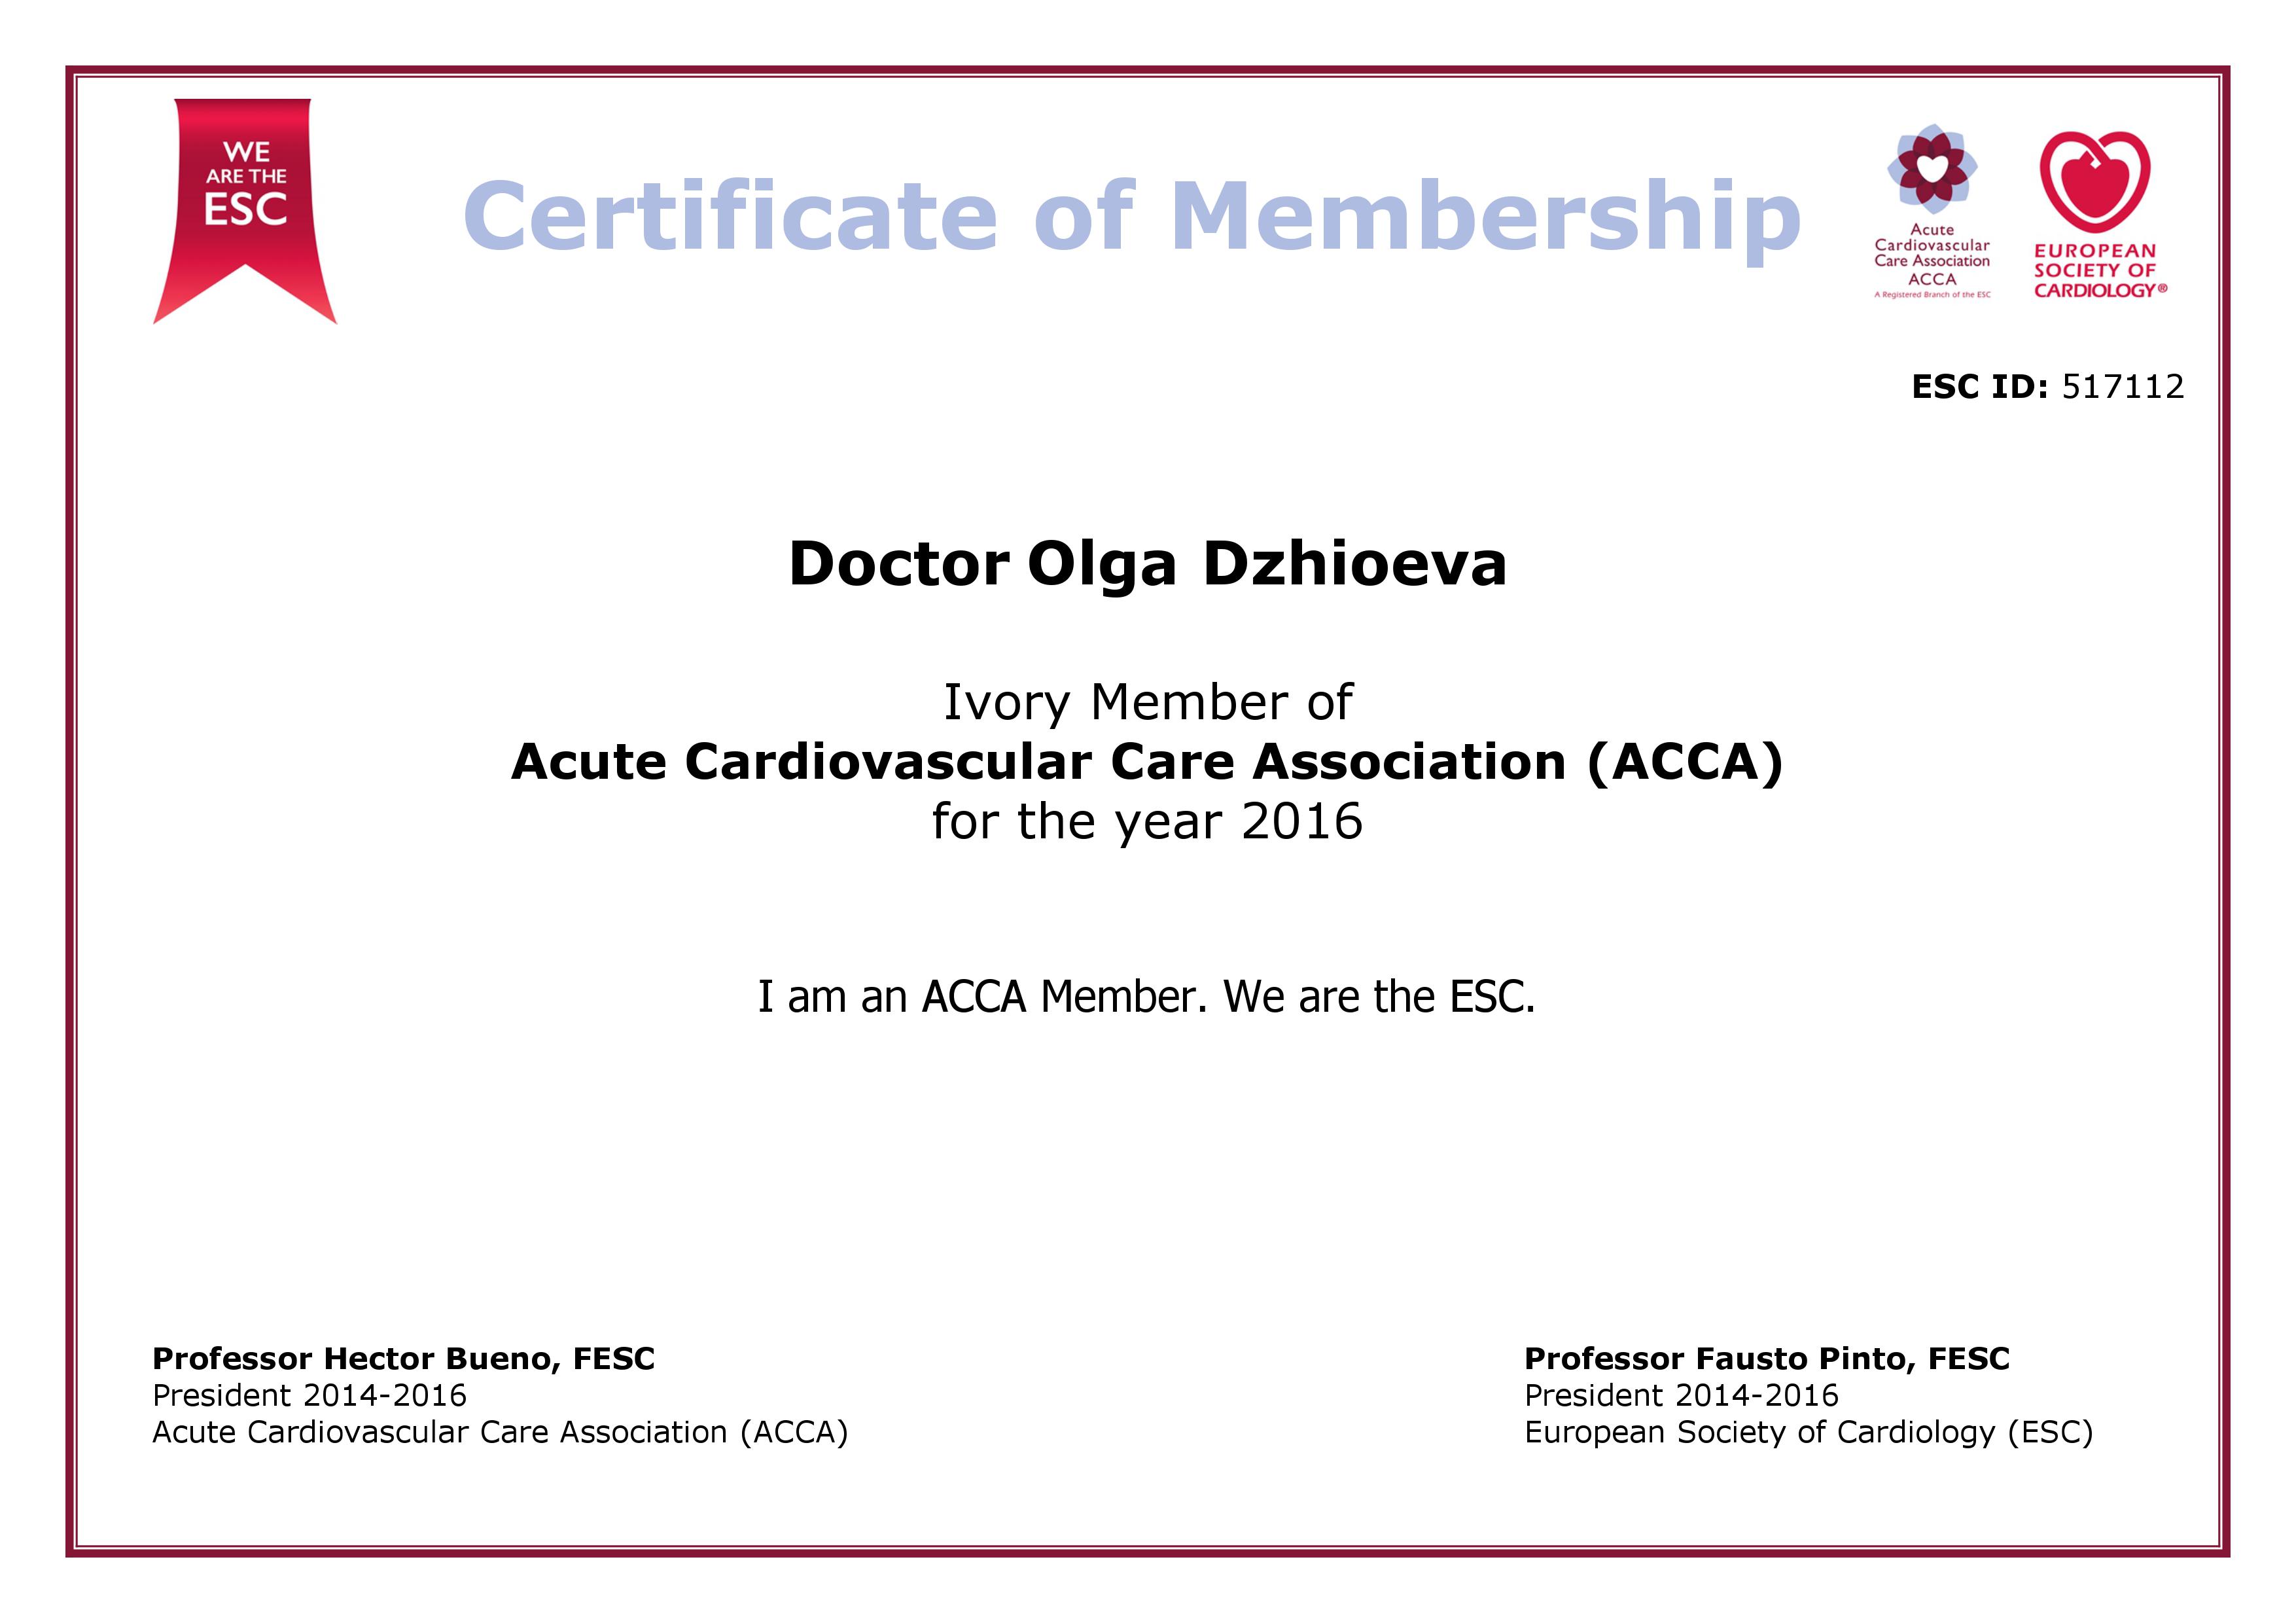 WE
ARE THE
ESC
Certificate of Membership
Acute
Cardiovascular
Care Association
ACCA
A Registered Branch of the ESC
EUROPEAN
SOCIETY OF
CARDIOLOGY®
ESC ID: 517112
Doctor Olga Dzhioeva
Ivory Member of
Acute Cardiovascular Care Association (ACCA)
for the year 2016
I am an ACCA Member. We are the ESC.
Professor Hector Bueno, FESC
President 2014-2016
Acute Cardiovascular Care Association (ACCA)
Professor Fausto Pinto, FESC
President 2014-2016
European Society of Cardiology (ESC)